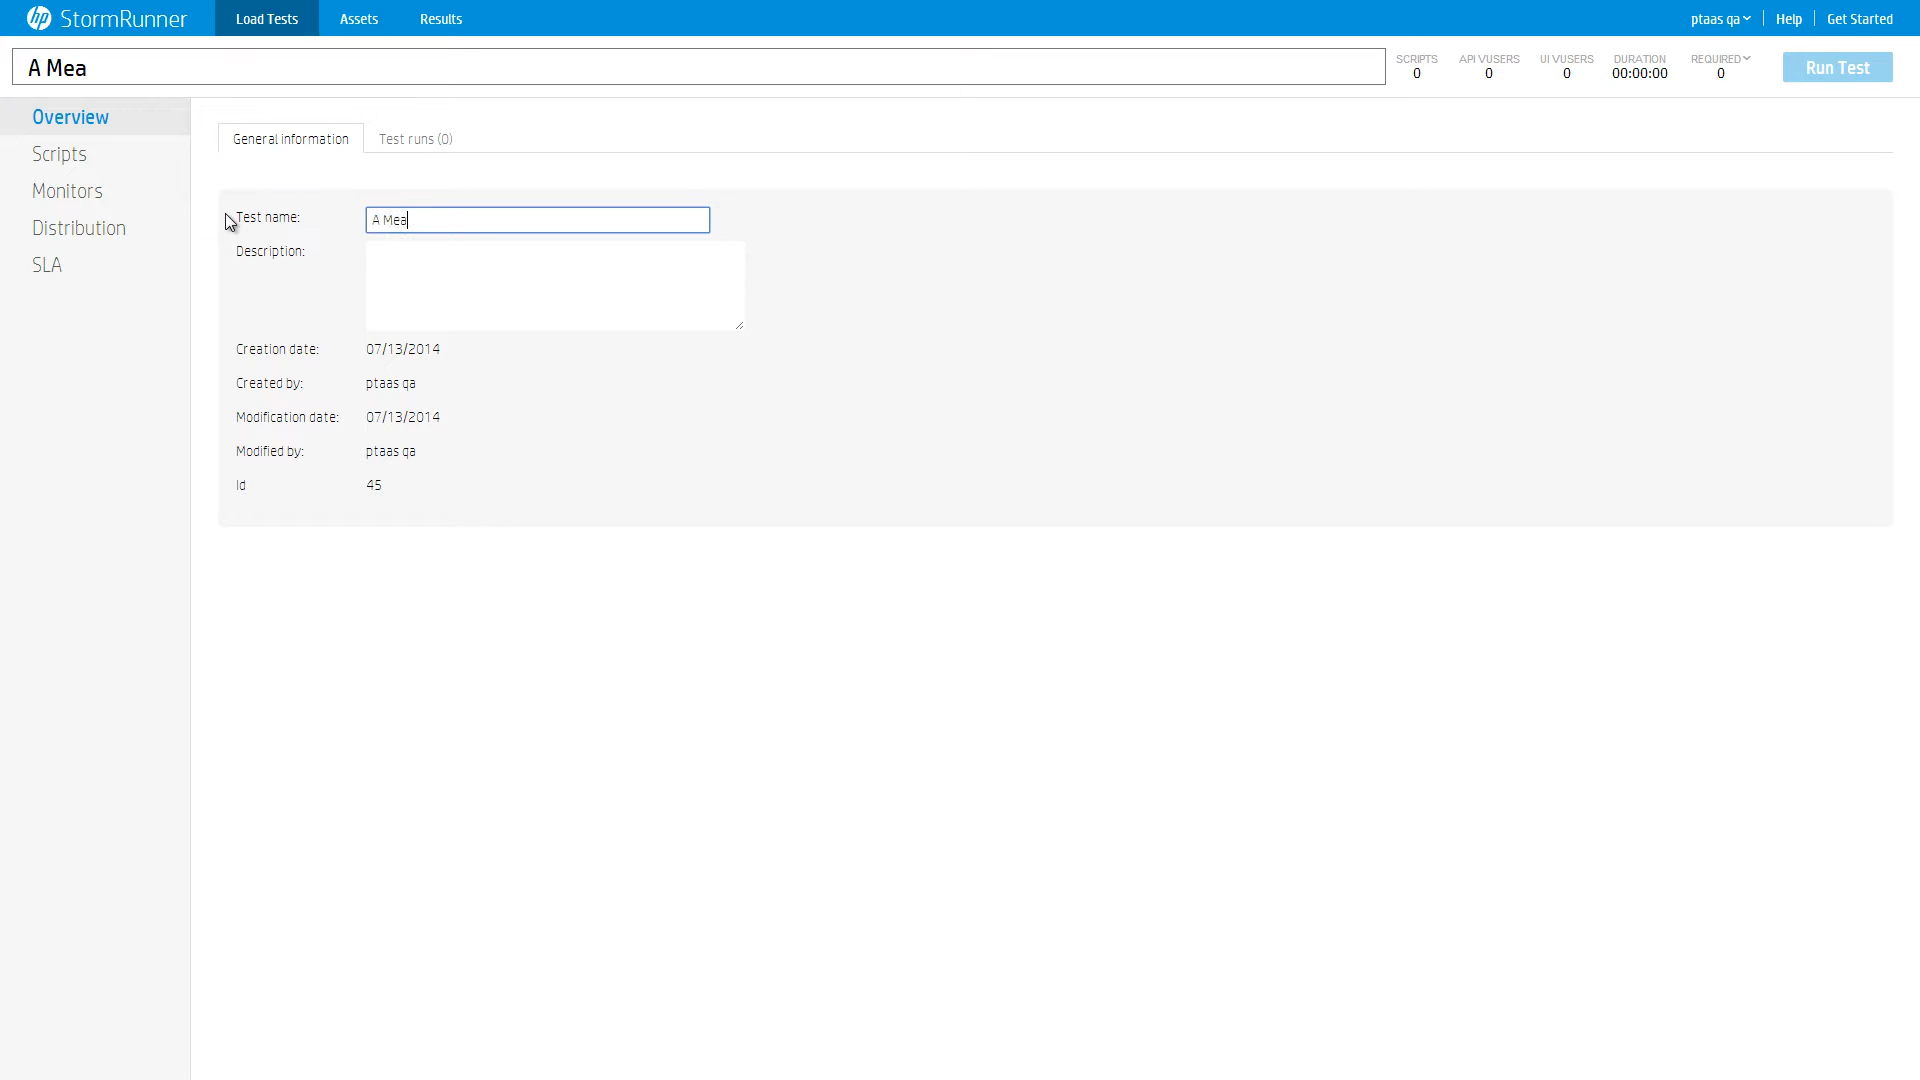 hp StormRunner Load Tests Assets Results ptaas qa Help Get Started
A Mea
SCRIPTS API VUSERS UI VUSERS DURATION REQUIRED
0 0 0 00:00:00 0
Run Test
Overview
Scripts
Monitors
Distribution
SLA
General information Test runs (0)
Test name: A Mea
Description:
Creation date: 07/13/2014
Created by: ptaas qa
Modification date: 07/13/2014
Modified by: ptaas qa
Id 45